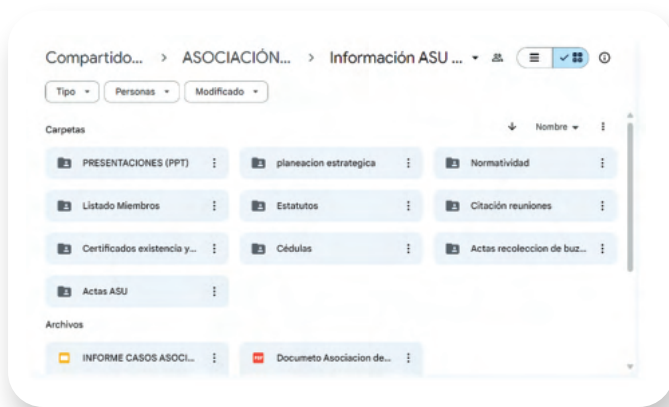 Compartido... > ASOCIACIÓN... > Información ASU ...
Tipo Personas Modificado
Carpetas Nombre
PRESENTACIONES (PPT) planeacion estrategica Normatividad
Listado Miembros Estatutos Citación reuniones
Certificados existencia y... Cédulas Actas recoleccion de buz...
Actas ASU
Archivos
INFORME CASOS ASOCI... Documeto Asociacion de...